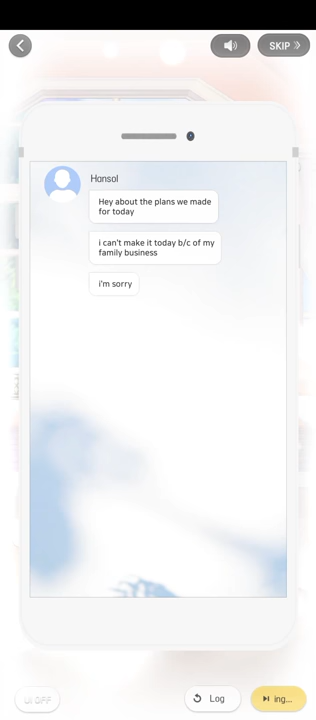 SKIP
Hansol
Hey about the plans we made
for today
i can't make it today b/c of my
family business
i'm sorry
UI OFF
Log
ing...